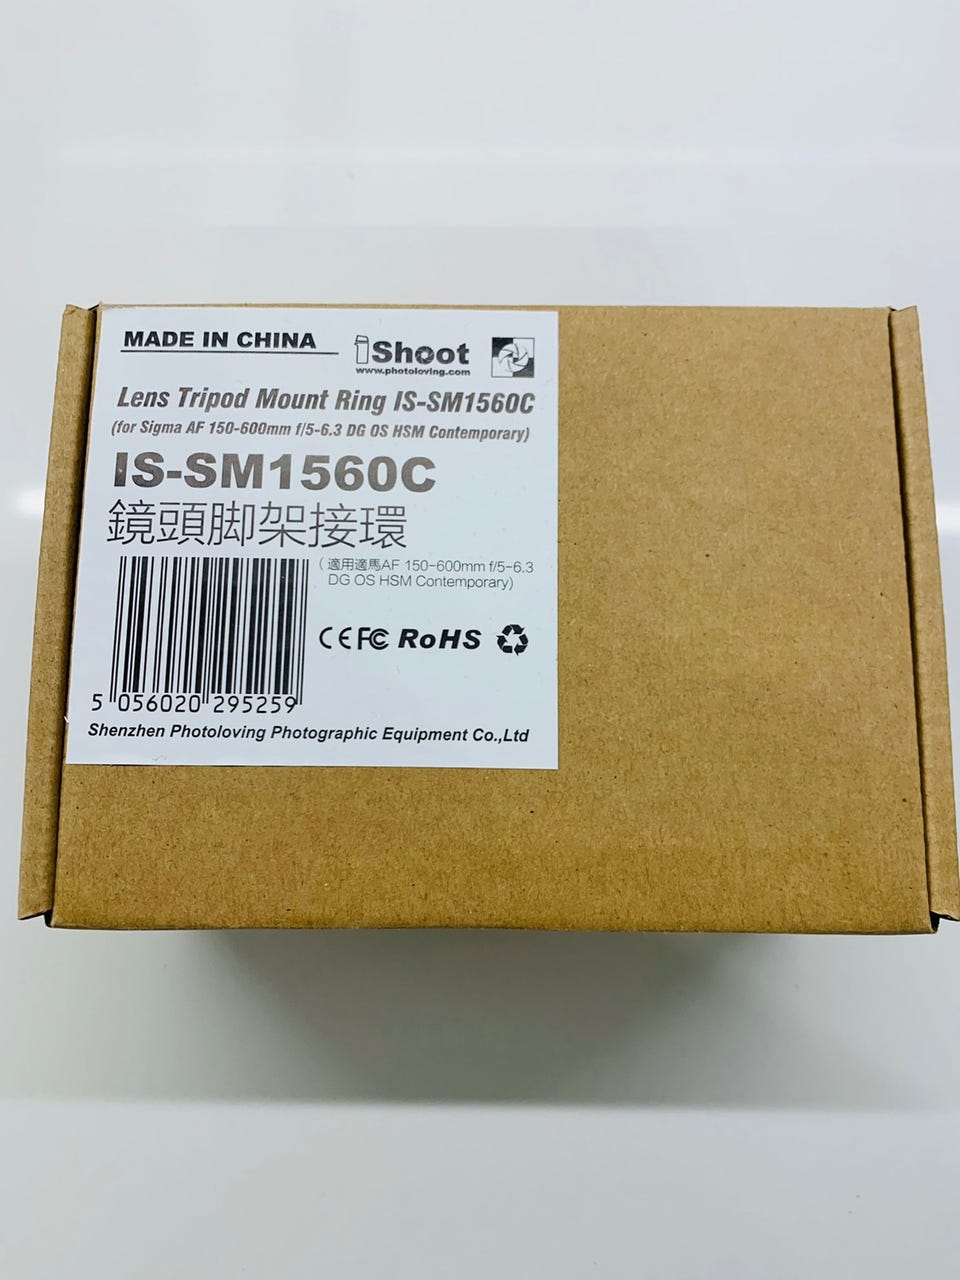 MADE IN CHINA
iShoot
www.photoloving.com
Lens Tripod Mount Ring IS-SM1560C
(for Sigma AF 150-600mm f/5-6.3 DG OS HSM Contemporary)
IS-SM1560C
鏡頭脚架接環
(適用適馬AF 150-600mm f/5-6.3
DG OS HSM Contemporary)
CE FC RoHS
5 056020 295259
Shenzhen Photoloving Photographic Equipment Co.,Ltd